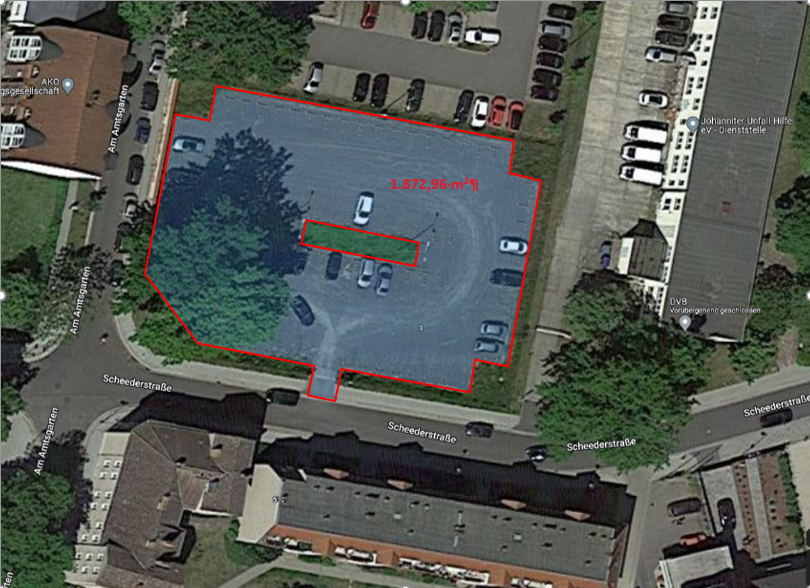 AKO
gsgesellschaft
Am Amtsgarten
Johanniter-Unfall-Hilfe
eV - Dienststelle
1.872,96·m²¶
Am Amtsgarten
DVB
Vorübergehend geschlossen
Scheederstraße
Scheederstraße
Scheederstraße
Scheederstraße
Am Amtsgarten